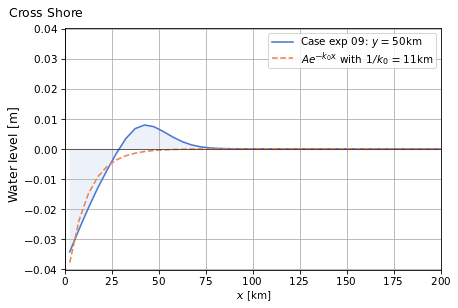 Cross Shore
0.04
0.03
0.02
0.01
0.00
−0.01
−0.02
−0.03
−0.04
Water level [m]
Case exp 09: y = 50km
Ae^{-k_0x} with 1/k_0 = 11km
0 25 50 75 100 125 150 175 200
x [km]